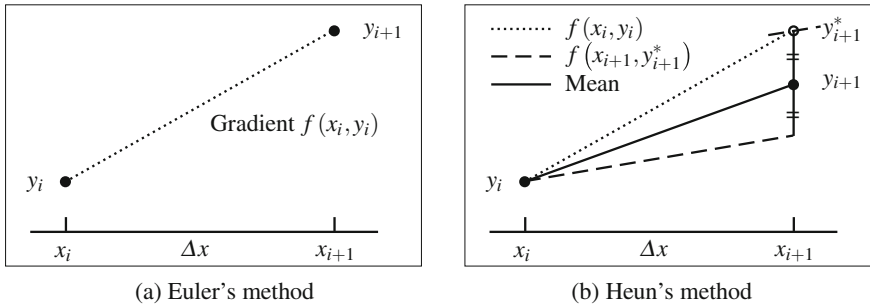 y_{i+1}
Gradient f(x_i, y_i)
y_i
x_i Δx x_{i+1}
(a) Euler's method
f(x_i, y_i)
f(x_{i+1}, y^*_{i+1})
Mean
y^*_{i+1}
y_{i+1}
y_i
x_i Δx x_{i+1}
(b) Heun's method